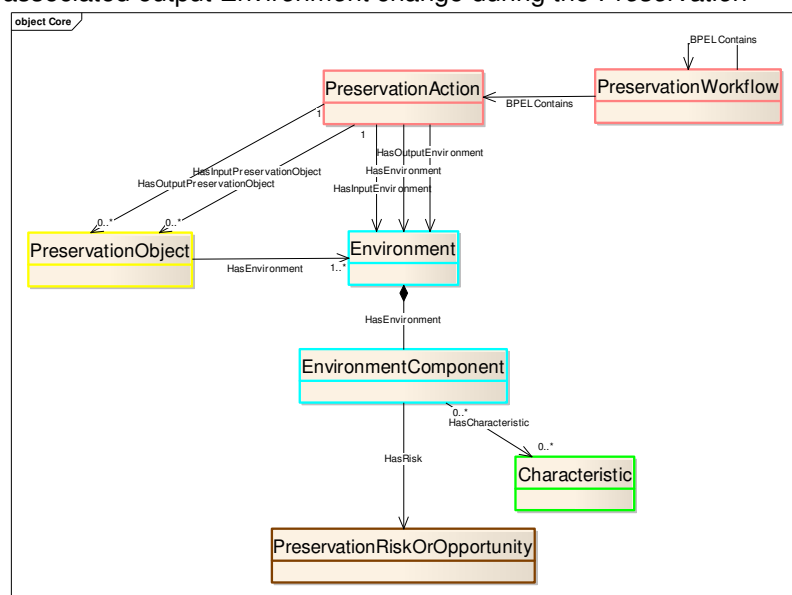 associated output Environment change during the Preservation
object Core
BPEL Contains
PreservationAction
PreservationWorkflow
BPEL Contains
1
1
HasOutputEnvironment
HasInputPreservationObject
HasEnvironment
HasOutputPreservationObject
HasInputEnvironment
0..*
0..*
PreservationObject
Environment
HasEnvironment
1..*
HasEnvironment
EnvironmentComponent
0..*
HasCharacteristic
0..*
HasRisk
Characteristic
PreservationRiskOrOpportunity